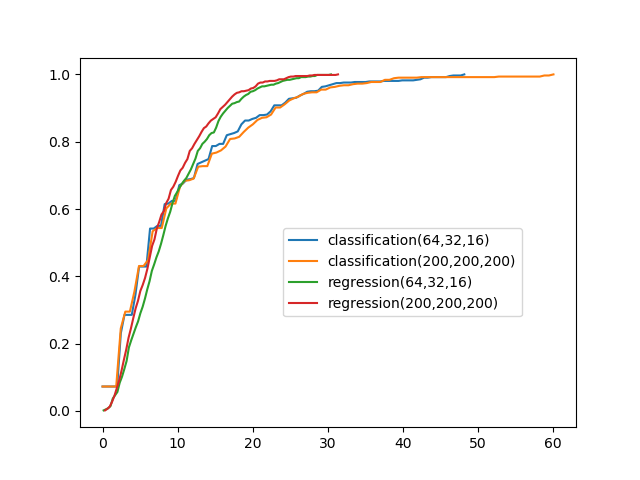 1.0
0.8
0.6
0.4
0.2
0.0
classification(64,32,16)
classification(200,200,200)
regression(64,32,16)
regression(200,200,200)
0 10 20 30 40 50 60